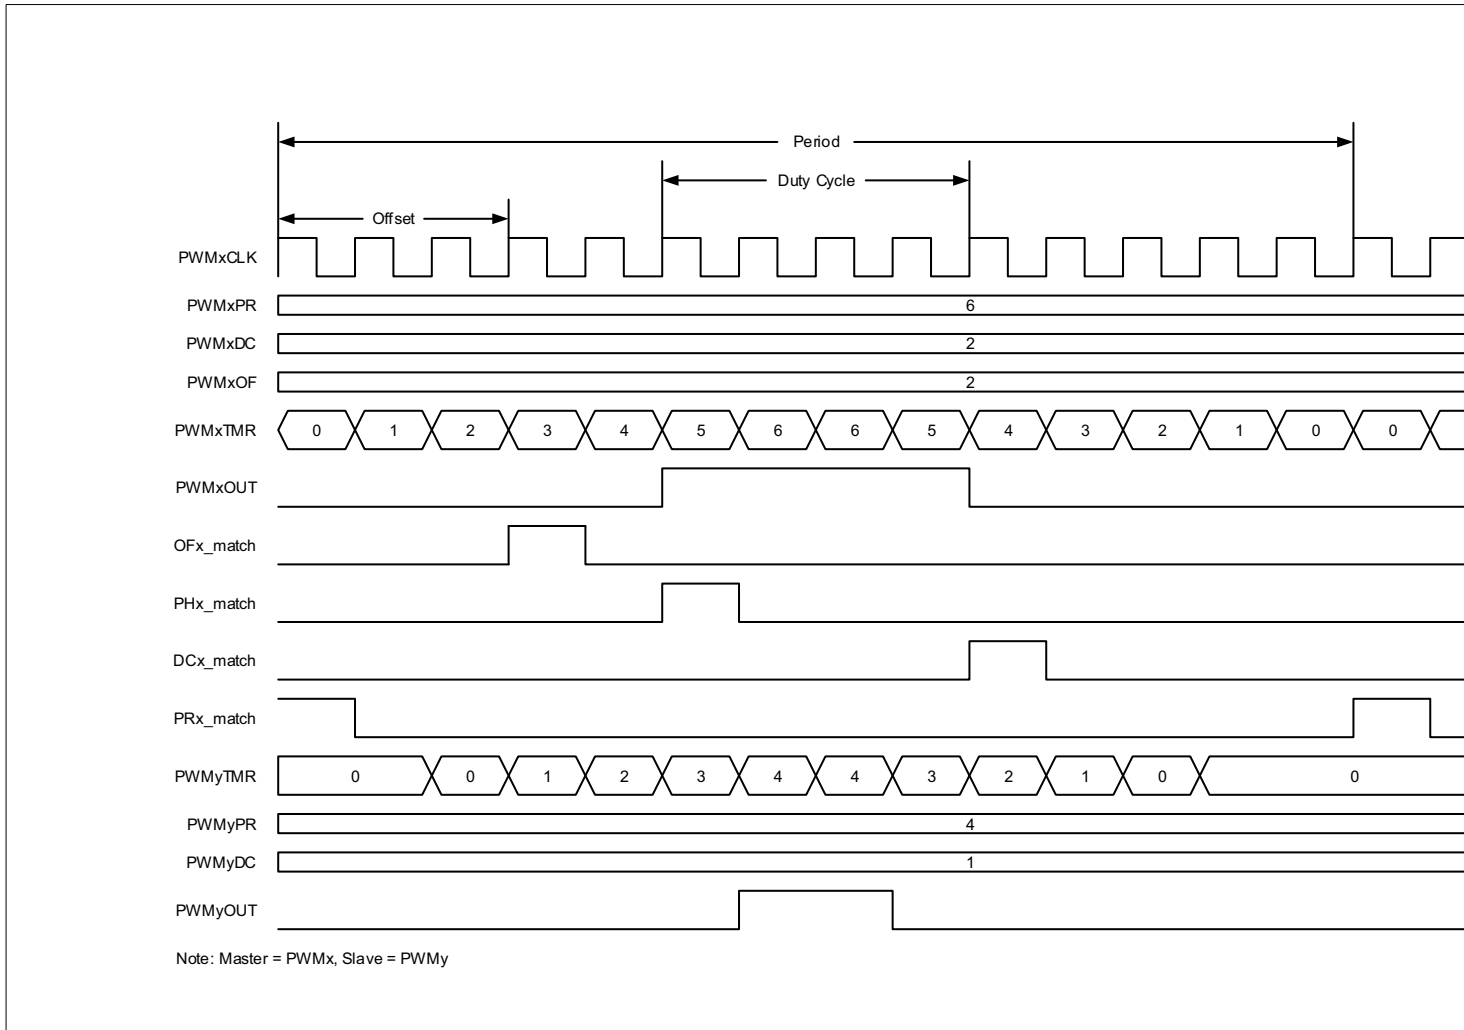 Period
Duty Cycle
Offset
PWMxCLK
PWMxPR 6
PWMxDC 2
PWMxOF 2
PWMxTMR 0 1 2 3 4 5 6 6 5 4 3 2 1 0 0
PWMxOUT
OFx_match
PHx_match
DCx_match
PRx_match
PWMyTMR 0 0 1 2 3 4 4 3 2 1 0 0
PWMyPR 4
PWMyDC 1
PWMyOUT
Note: Master = PWMx, Slave = PWMy